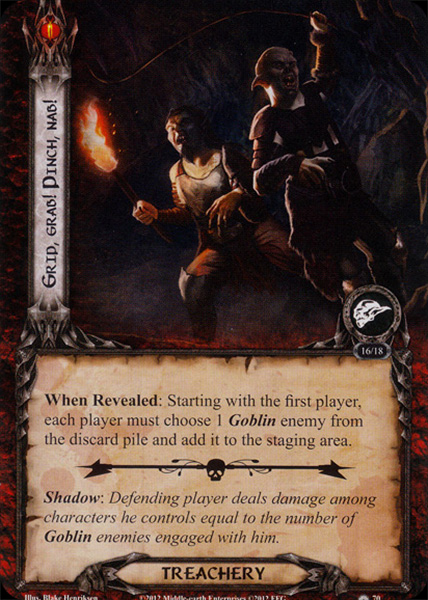 Grip, grab! Pinch, nab!
16/18
When Revealed: Starting with the first player,
each player must choose 1 Goblin enemy from
the discard pile and add it to the staging area.
Shadow: Defending player deals damage among
characters he controls equal to the number of
Goblin enemies engaged with him.
TREACHERY
Illus. Blake Henriksen ©2012 Middle-earth Enterprises ©2012 FFG 70